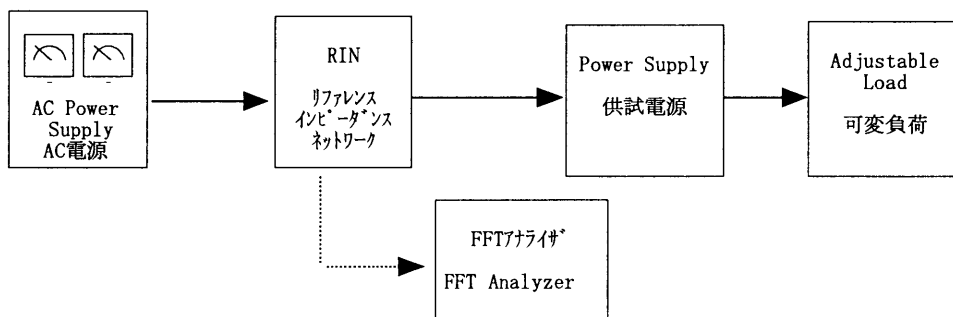 AC Power
Supply
AC電源
RIN
ﾘﾌｧﾚﾝｽ
ｲﾝﾋﾟｰﾀﾞﾝｽ
ﾈｯﾄﾜｰｸ
Power Supply
供試電源
Adjustable
Load
可変負荷
FFTｱﾅﾗｲｻﾞ
FFT Analyzer